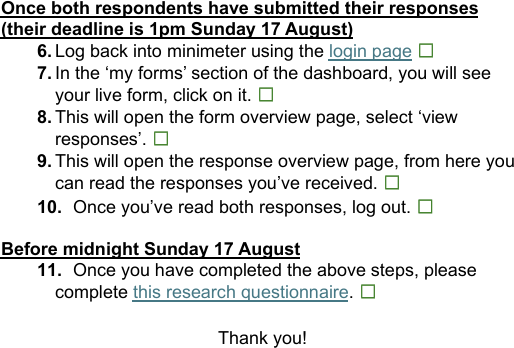 Once both respondents have submitted their responses
(their deadline is 1pm Sunday 17 August)
6. Log back into minimeter using the login page ☐
7. In the ‘my forms’ section of the dashboard, you will see
your live form, click on it. ☐
8. This will open the form overview page, select ‘view
responses’. ☐
9. This will open the response overview page, from here you
can read the responses you’ve received. ☐
10. Once you’ve read both responses, log out. ☐
Before midnight Sunday 17 August
11. Once you have completed the above steps, please
complete this research questionnaire. ☐
Thank you!